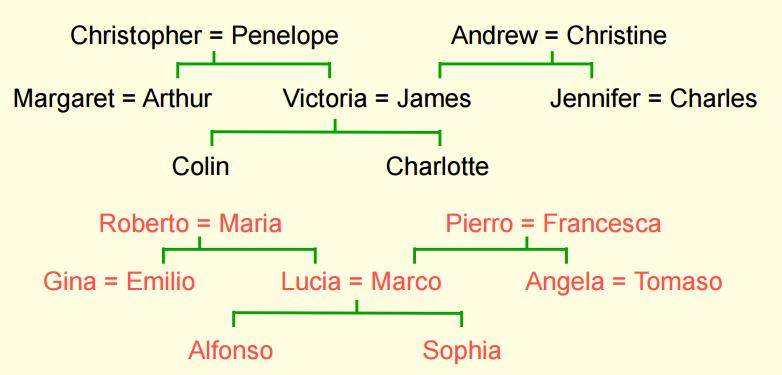 Christopher = Penelope Andrew = Christine
Margaret = Arthur Victoria = James Jennifer = Charles
Colin Charlotte
Roberto = Maria Pierro = Francesca
Gina = Emilio Lucia = Marco Angela = Tomaso
Alfonso Sophia